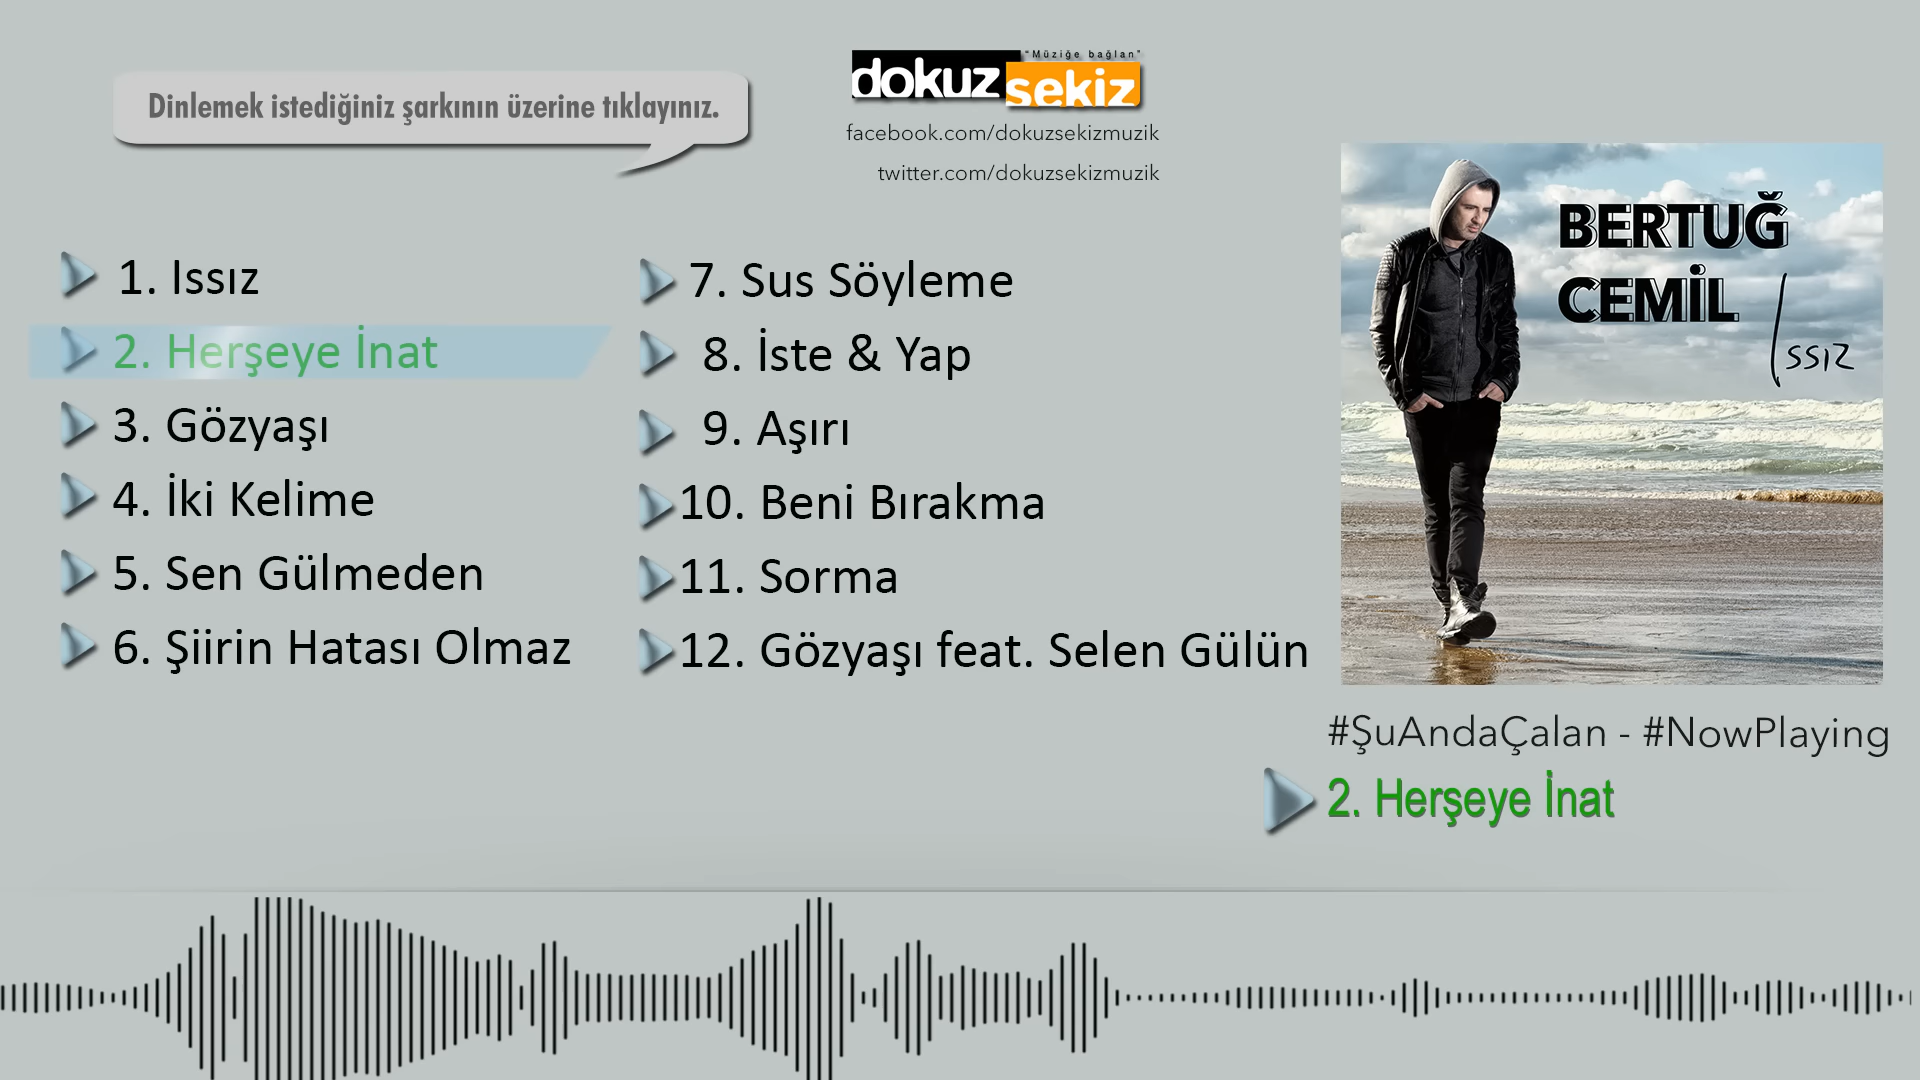 "Müziğe bağlan"
dokuz sekiz
Dinlemek istediğiniz şarkının üzerine tıklayınız.
facebook.com/dokuzsekizmuzik
twitter.com/dokuzsekizmuzik
1. Issız
2. Herşeye İnat
3. Gözyaşı
4. İki Kelime
5. Sen Gülmeden
6. Şiirin Hatası Olmaz
7. Sus Söyleme
8. İste & Yap
9. Aşırı
10. Beni Bırakma
11. Sorma
12. Gözyaşı feat. Selen Gülün
BERTUĞ
CEMİL
Issız
#ŞuAndaÇalan - #NowPlaying
2. Herşeye İnat